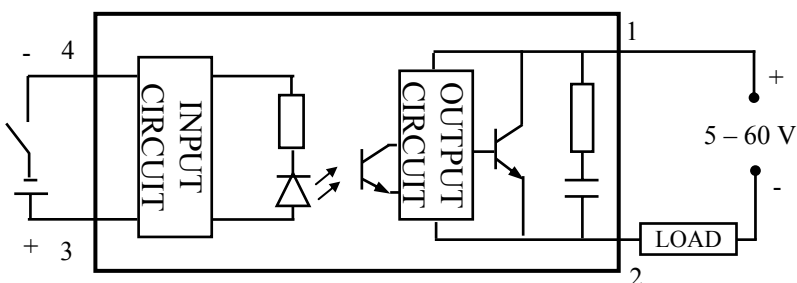 1
- 4
+
INPUT
CIRCUIT
OUTPUT
CIRCUIT
5 – 60 V
-
+ 3
LOAD
2